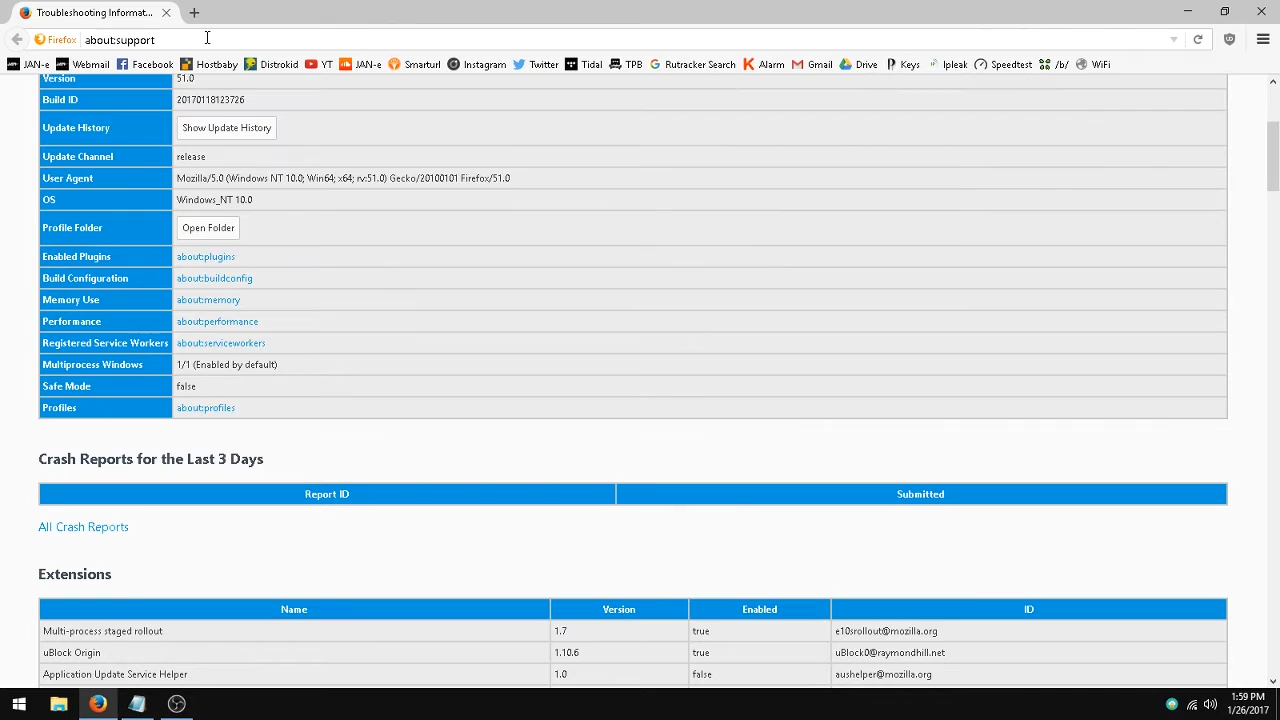 Troubleshooting Informat...
Firefox about:support
JAN-e Webmail Facebook Hostbaby Distrokid YT JAN-e Smarturl Instagram Twitter Tidal TPB Rutracker Search Alarm Gmail Drive Keys Ipleak Speedtest /b/ WiFi
Version 51.0
Build ID 20170118123726
Update History Show Update History
Update Channel release
User Agent Mozilla/5.0 (Windows NT 10.0; Win64; x64; rv:51.0) Gecko/20100101 Firefox/51.0
OS Windows_NT 10.0
Profile Folder Open Folder
Enabled Plugins about:plugins
Build Configuration about:buildconfig
Memory Use about:memory
Performance about:performance
Registered Service Workers about:serviceworkers
Multiprocess Windows 1/1 (Enabled by default)
Safe Mode false
Profiles about:profiles
Crash Reports for the Last 3 Days
Report ID Submitted
All Crash Reports
Extensions
Name Version Enabled ID
Multi-process staged rollout 1.7 true e10srollout@mozilla.org
uBlock Origin 1.10.6 true uBlock0@raymondhill.net
Application Update Service Helper 1.0 false aushelper@mozilla.org
1:59 PM
1/26/2017